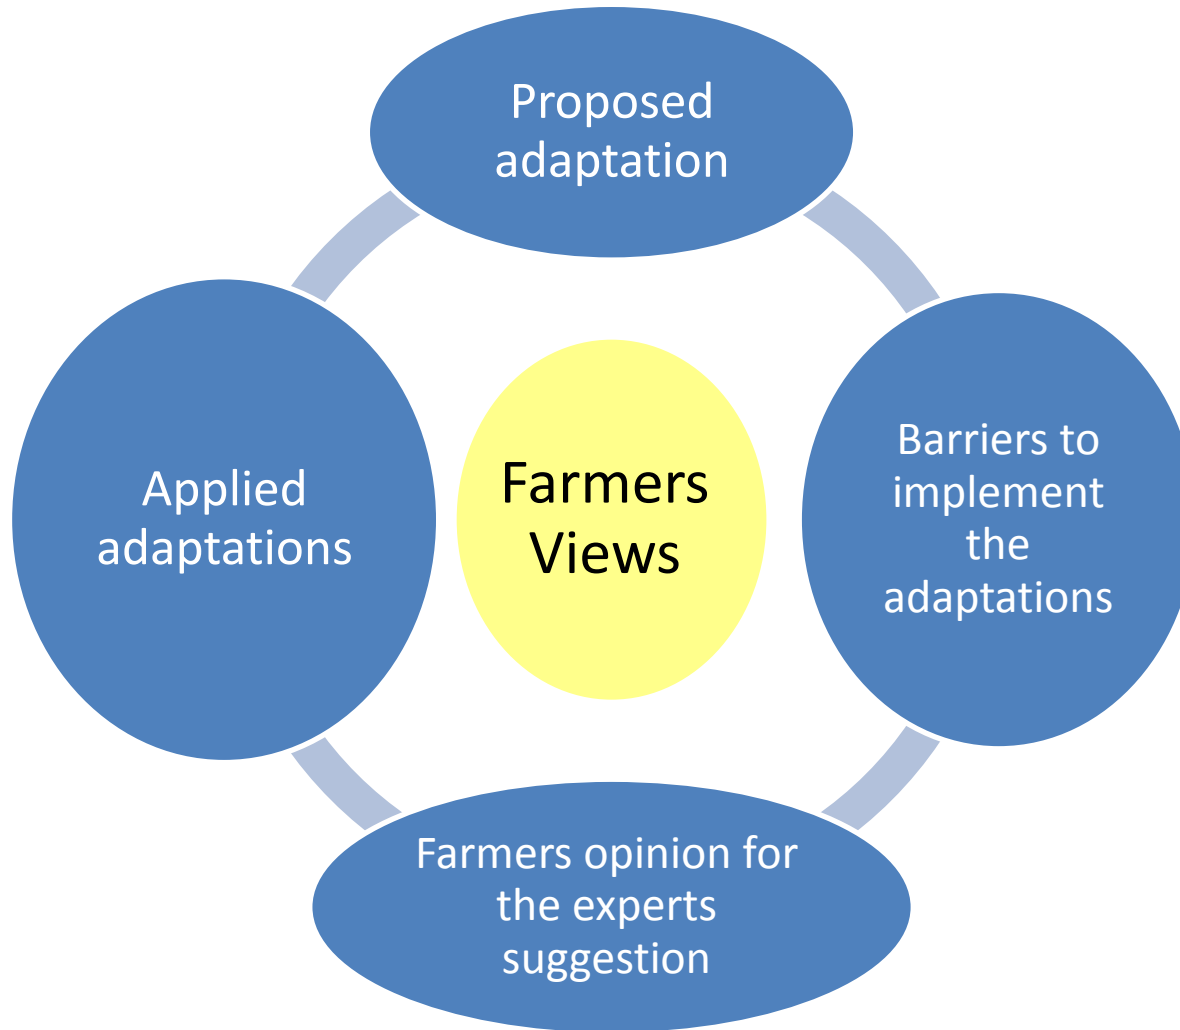 Proposed
adaptation
Applied
adaptations
Farmers
Views
Barriers to
implement
the
adaptations
Farmers opinion for
the experts
suggestion